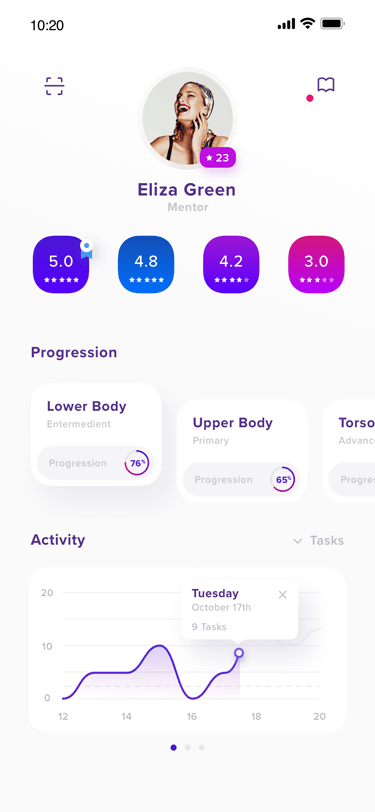 10:20
23
Eliza Green
Mentor
5.0 4.8 4.2 3.0
Progression
Lower Body
Entermedient
Progression 76%
Upper Body
Primary
Progression 65%
Torso
Advanc
Progres
Activity
Tasks
Tuesday
October 17th
9 Tasks
20
10
0
12 14 16 18 20